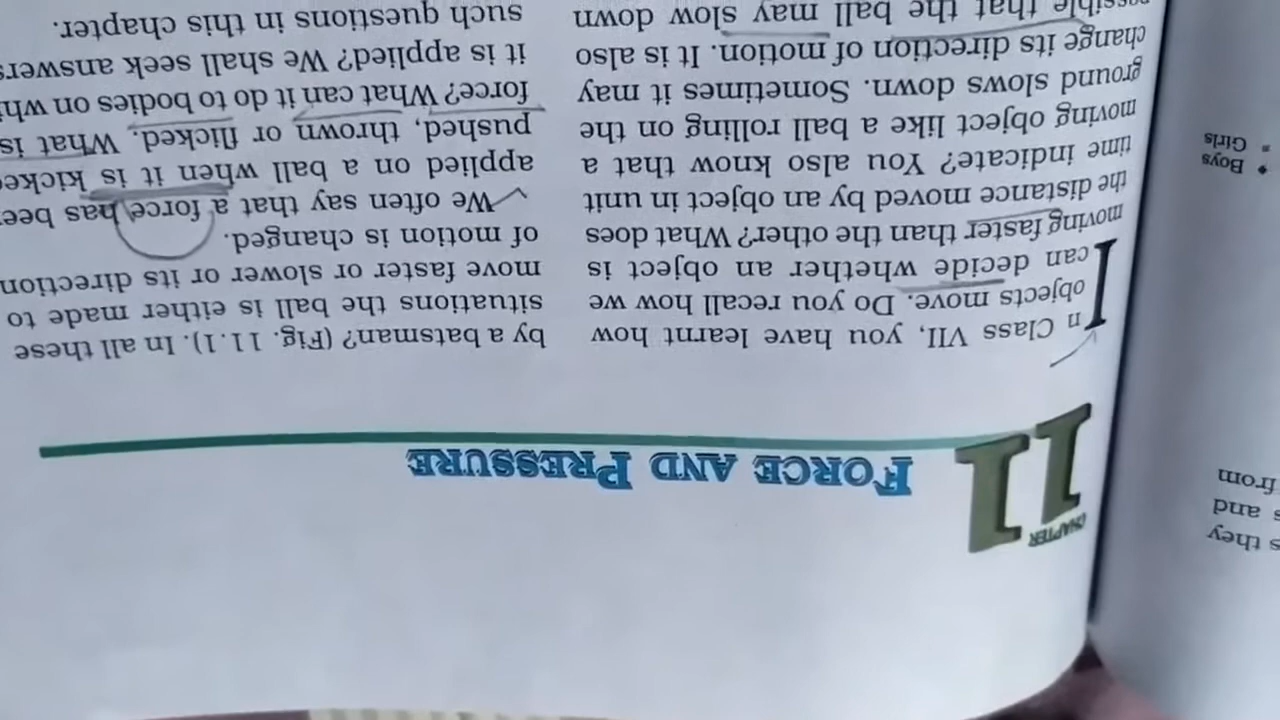 they
and
from
Boys
Girls
CHAPTER
11
FORCE AND PRESSURE
In Class VII, you have learnt how
objects move. Do you recall how we
can decide whether an object is
moving faster than the other? What does
the distance moved by an object in unit
time indicate? You also know that a
moving object like a ball rolling on the
ground slows down. Sometimes it may
change its direction of motion. It is also
that the ball may slow down
by a batsman? (Fig. 11.1). In all these
situations the ball is either made to
move faster or slower or its direction
of motion is changed.
We often say that a force has
applied on a ball when it is
pushed, thrown or flicked. What is
force? What can it do to bodies on
it is applied? We shall seek answers
such questions in this chapter.